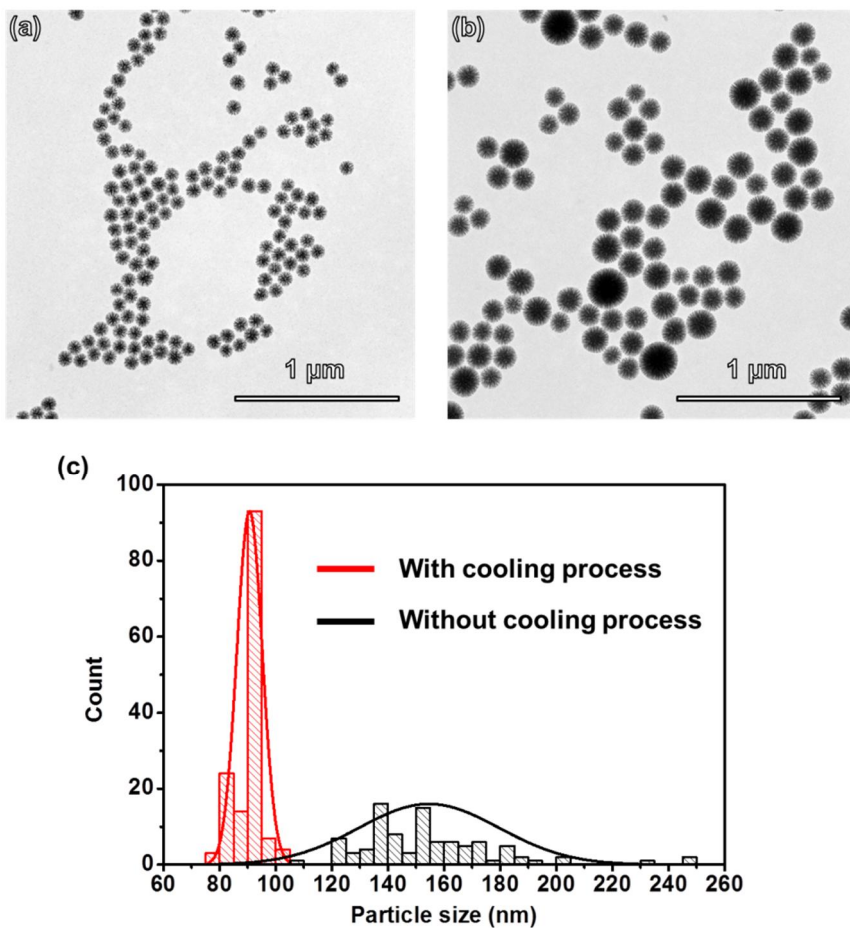 (a)
(b)
1 µm
1 µm
(c)
100
80
60
40
20
0
Count
With cooling process
Without cooling process
60 80 100 120 140 160 180 200 220 240 260
Particle size (nm)